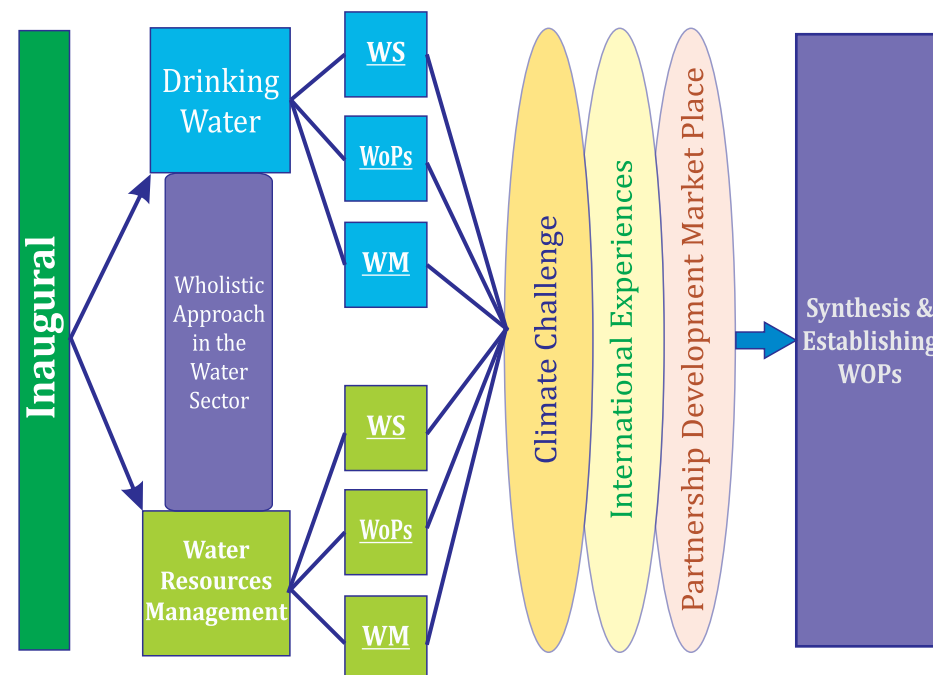 Inaugural
Drinking
Water
Wholistic
Approach
in the
Water
Sector
Water
Resources
Management
WS
WoPs
WM
WS
WoPs
WM
Climate Challenge
International Experiences
Partnership Development Market Place
Synthesis &
Establishing
WOPs